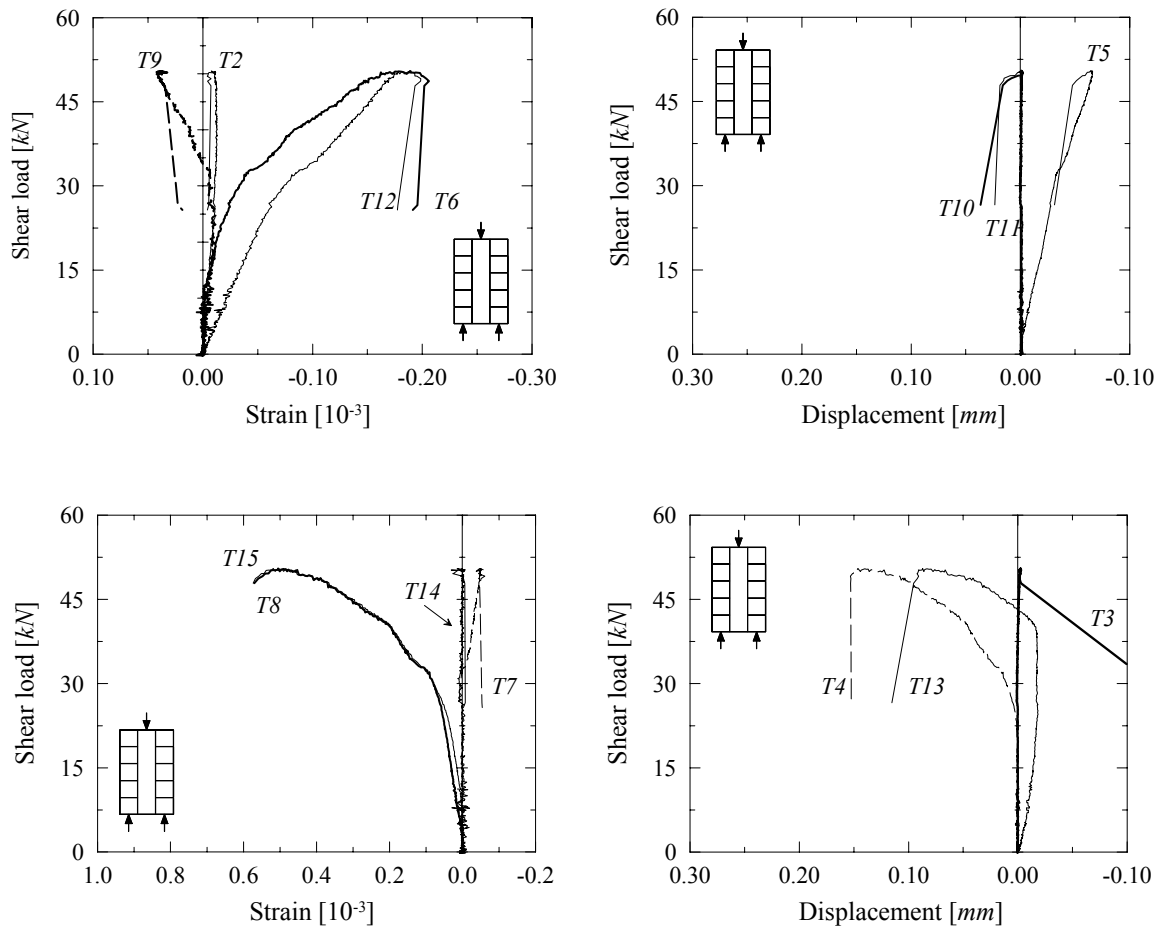 60
45
30
15
0
Shear load [kN]
T9
T2
T12
T6
0.10
0.00
-0.10
-0.20
-0.30
Strain [10-3]
60
45
30
15
0
Shear load [kN]
T5
T10
T11
0.30
0.20
0.10
0.00
-0.10
Displacement [mm]
60
45
30
15
0
Shear load [kN]
T15
T8
T14
T7
1.0
0.8
0.6
0.4
0.2
0.0
-0.2
Strain [10-3]
60
45
30
15
0
Shear load [kN]
T3
T4
T13
0.30
0.20
0.10
0.00
-0.10
Displacement [mm]